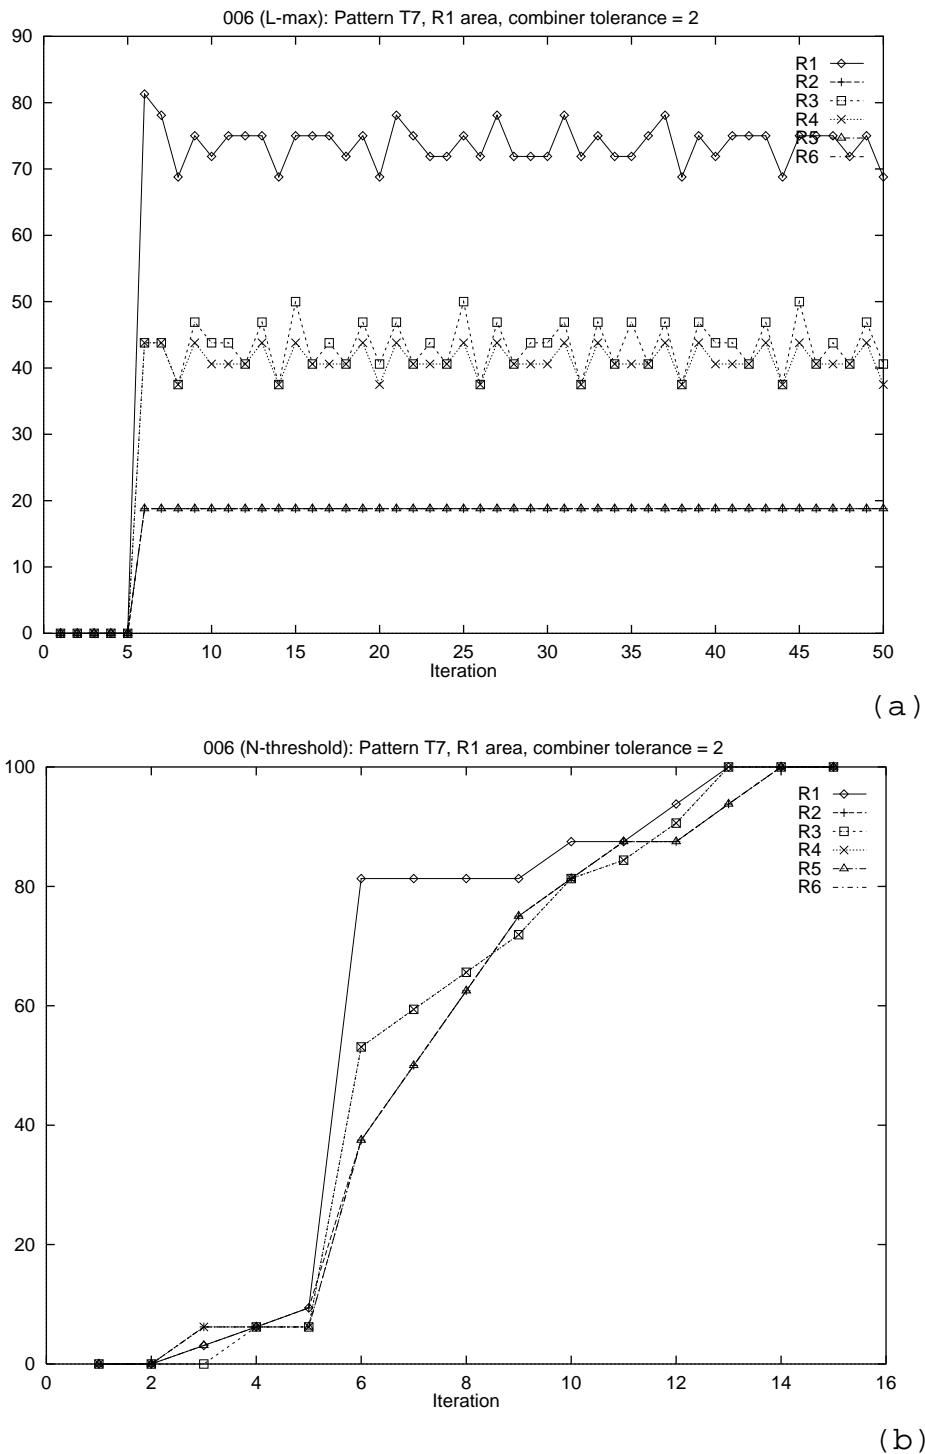 006 (L-max): Pattern T7, R1 area, combiner tolerance = 2
90
80
70
60
50
40
30
20
10
0
R1
R2
R3
R4
R5
R6
0 5 10 15 20 25 30 35 40 45 50
Iteration
(a)
006 (N-threshold): Pattern T7, R1 area, combiner tolerance = 2
100
80
60
40
20
0
R1
R2
R3
R4
R5
R6
0 2 4 6 8 10 12 14 16
Iteration
(b)